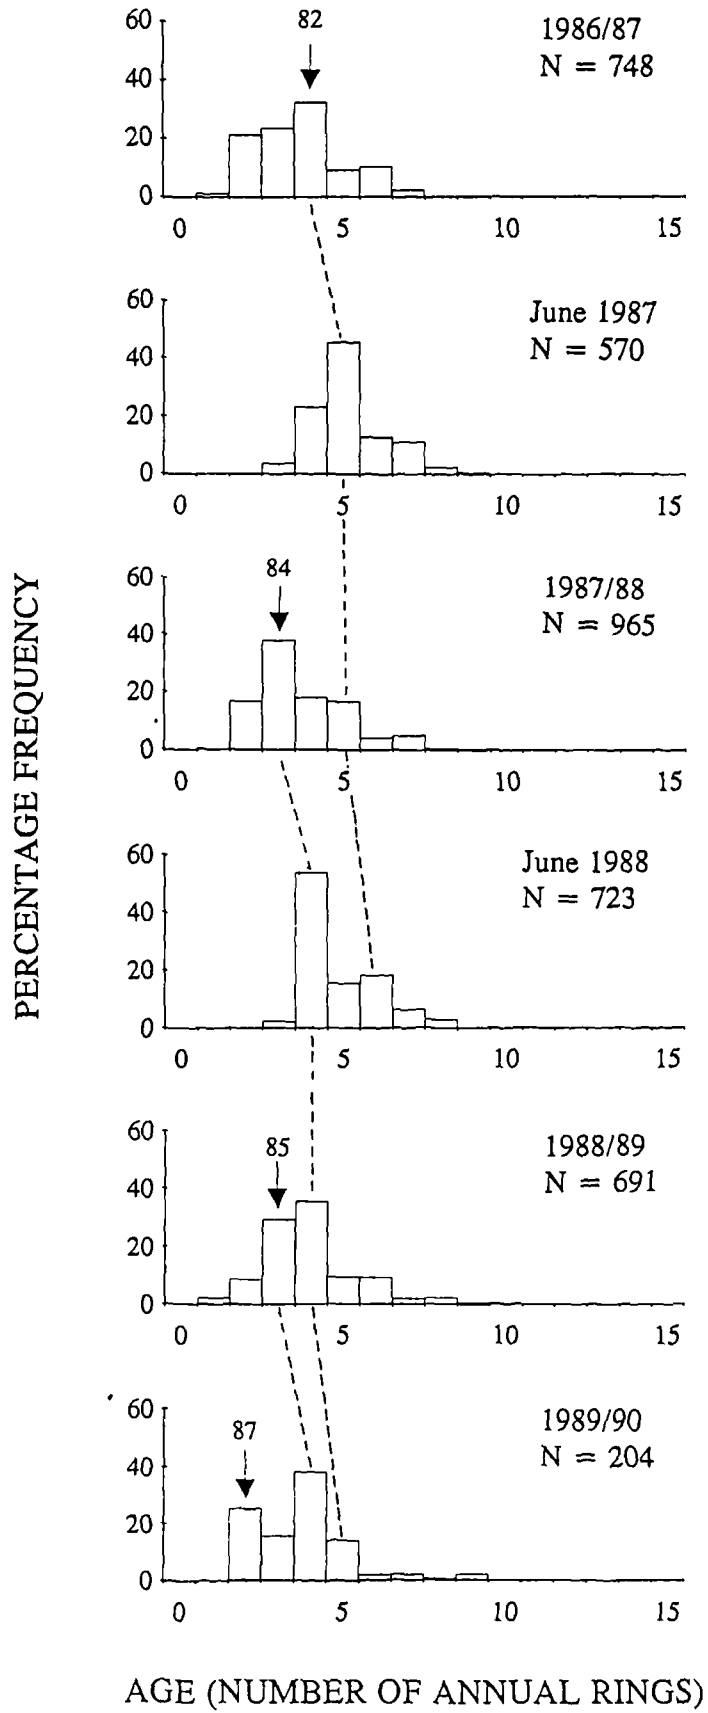 PERCENTAGE FREQUENCY
60
40
20
0
82
1986/87
N = 748
0 5 10 15
60
40
20
0
June 1987
N = 570
0 5 10 15
60
40
20
0
84
1987/88
N = 965
0 5 10 15
60
40
20
0
June 1988
N = 723
0 5 10 15
60
40
20
0
85
1988/89
N = 691
0 5 10 15
60
40
20
0
87
1989/90
N = 204
0 5 10 15
AGE (NUMBER OF ANNUAL RINGS)